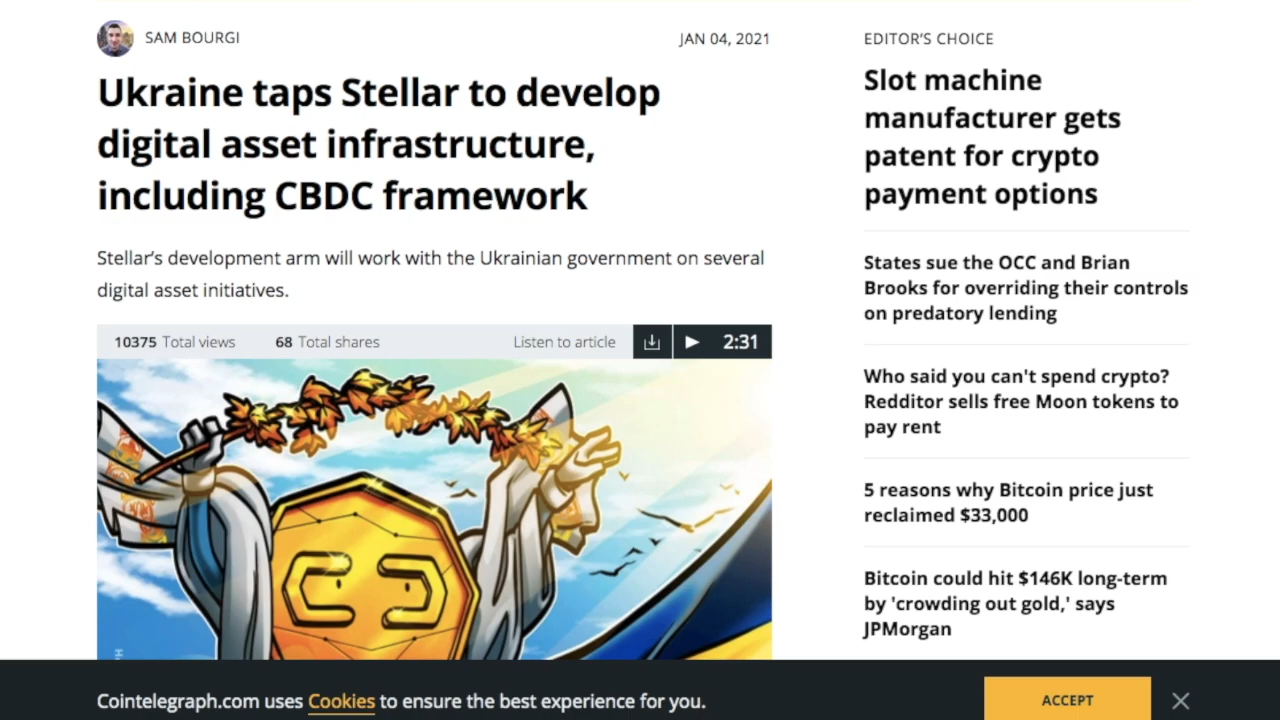 SAM BOURGI
JAN 04, 2021
Ukraine taps Stellar to develop
digital asset infrastructure,
including CBDC framework
Stellar’s development arm will work with the Ukrainian government on several
digital asset initiatives.
10375 Total views
68 Total shares
Listen to article
2:31
EDITOR’S CHOICE
Slot machine
manufacturer gets
patent for crypto
payment options
States sue the OCC and Brian
Brooks for overriding their controls
on predatory lending
Who said you can't spend crypto?
Redditor sells free Moon tokens to
pay rent
5 reasons why Bitcoin price just
reclaimed $33,000
Bitcoin could hit $146K long-term
by 'crowding out gold,' says
JPMorgan
Cointelegraph.com uses Cookies to ensure the best experience for you.
ACCEPT